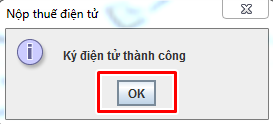 Nộp thuế điện tử
Ký điện tử thành công
OK